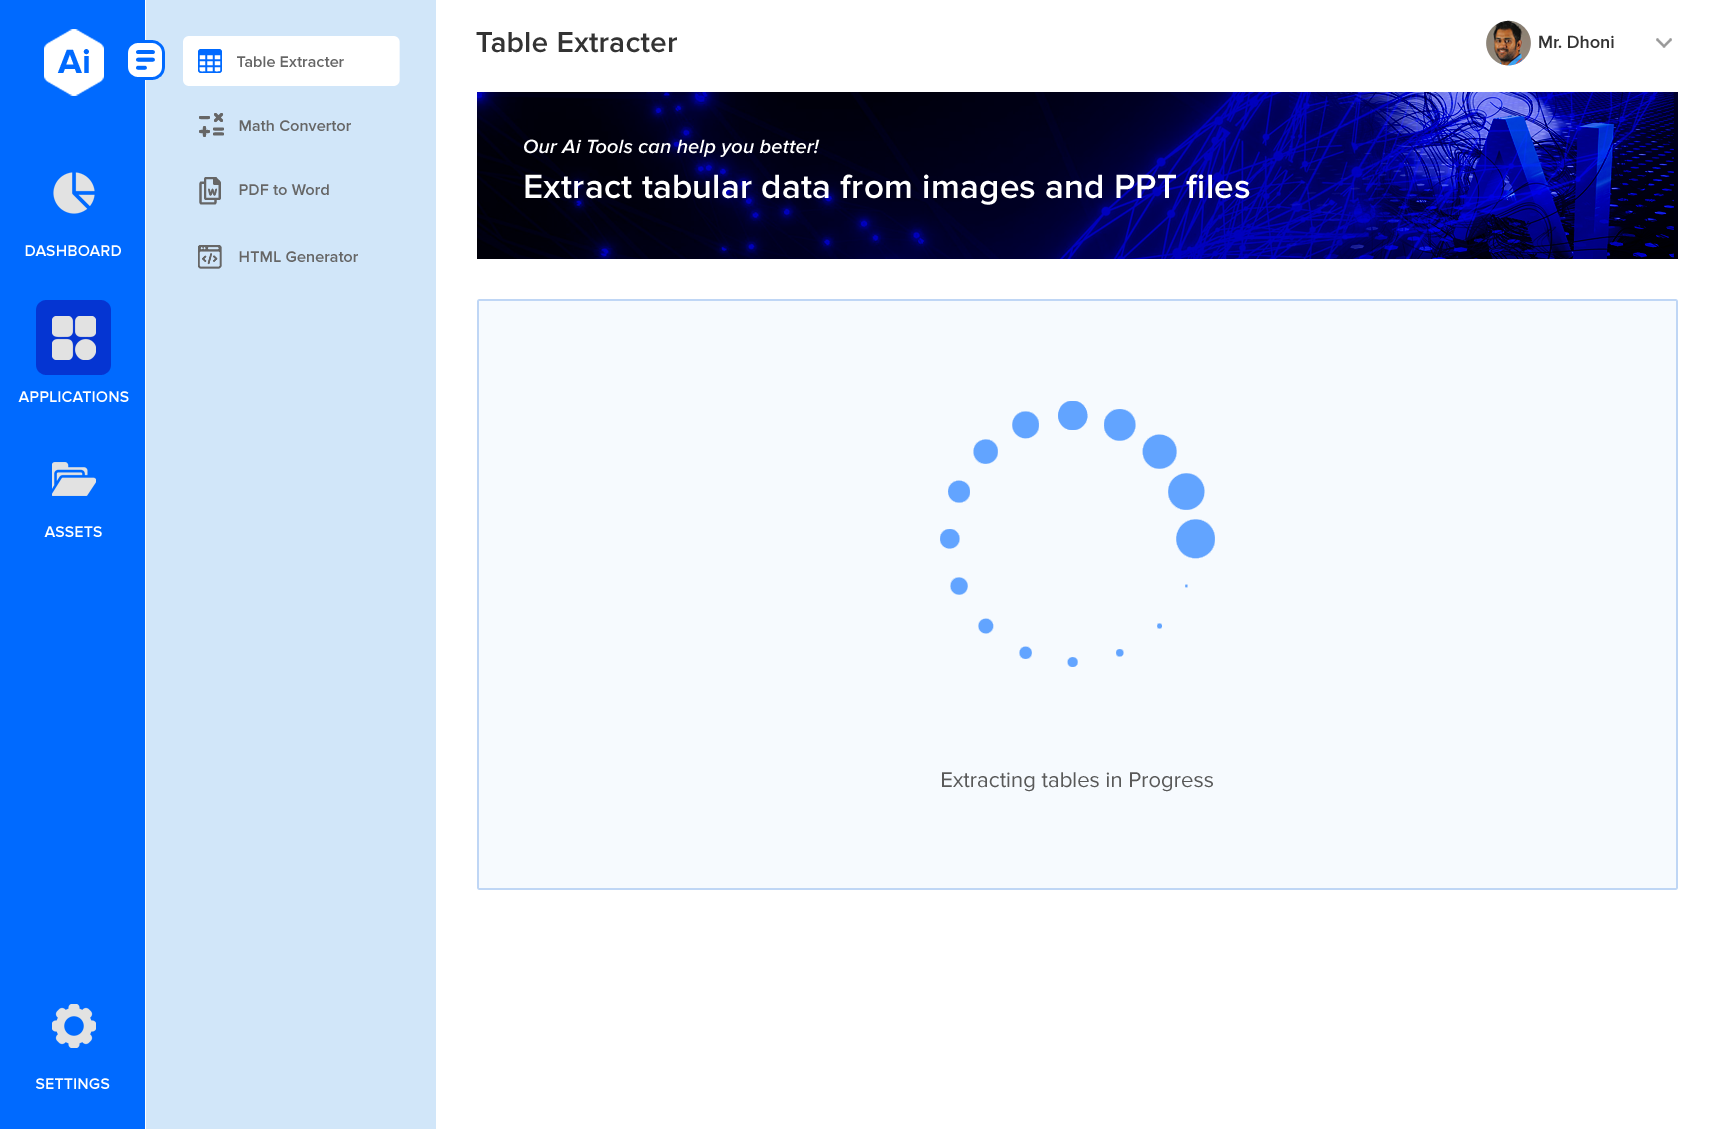 Ai
DASHBOARD
APPLICATIONS
ASSETS
SETTINGS
Table Extracter
Math Convertor
PDF to Word
HTML Generator
Table Extracter
Mr. Dhoni
Our Ai Tools can help you better!
Extract tabular data from images and PPT files
AI
Extracting tables in Progress